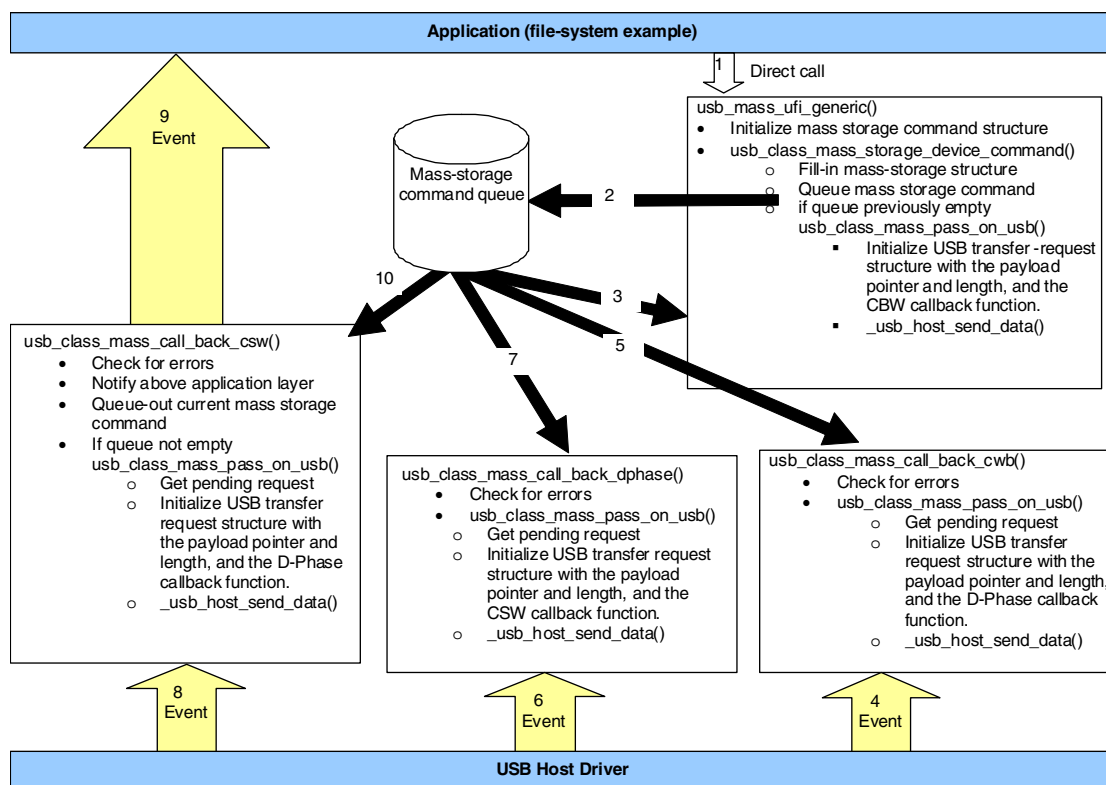 Application (file-system example)
1
Direct call
9
Event
usb_mass_ufi_generic()
• Initialize mass storage command structure
• usb_class_mass_storage_device_command()
o Fill-in mass-storage structure
o Queue mass storage command
o if queue previously empty
usb_class_mass_pass_on_usb()
▪ Initialize USB transfer -request
structure with the payload
pointer and length, and the
CBW callback function.
▪ _usb_host_send_data()
Mass-storage
command queue
2
10
3
5
7
usb_class_mass_call_back_csw()
• Check for errors
• Notify above application layer
• Queue-out current mass storage
command
• If queue not empty
usb_class_mass_pass_on_usb()
o Get pending request
o Initialize USB transfer
request structure with
the payload pointer and
length, and the D-Phase
callback function.
o _usb_host_send_data()
usb_class_mass_call_back_dphase()
• Check for errors
• usb_class_mass_pass_on_usb()
o Get pending request
o Initialize USB transfer request
structure with the payload
pointer and length, and the
CSW callback function.
o _usb_host_send_data()
usb_class_mass_call_back_cwb()
• Check for errors
• usb_class_mass_pass_on_usb()
o Get pending request
o Initialize USB transfer
request structure with the
payload pointer and length,
and the D-Phase callback
function.
o _usb_host_send_data()
8
Event
6
Event
4
Event
USB Host Driver